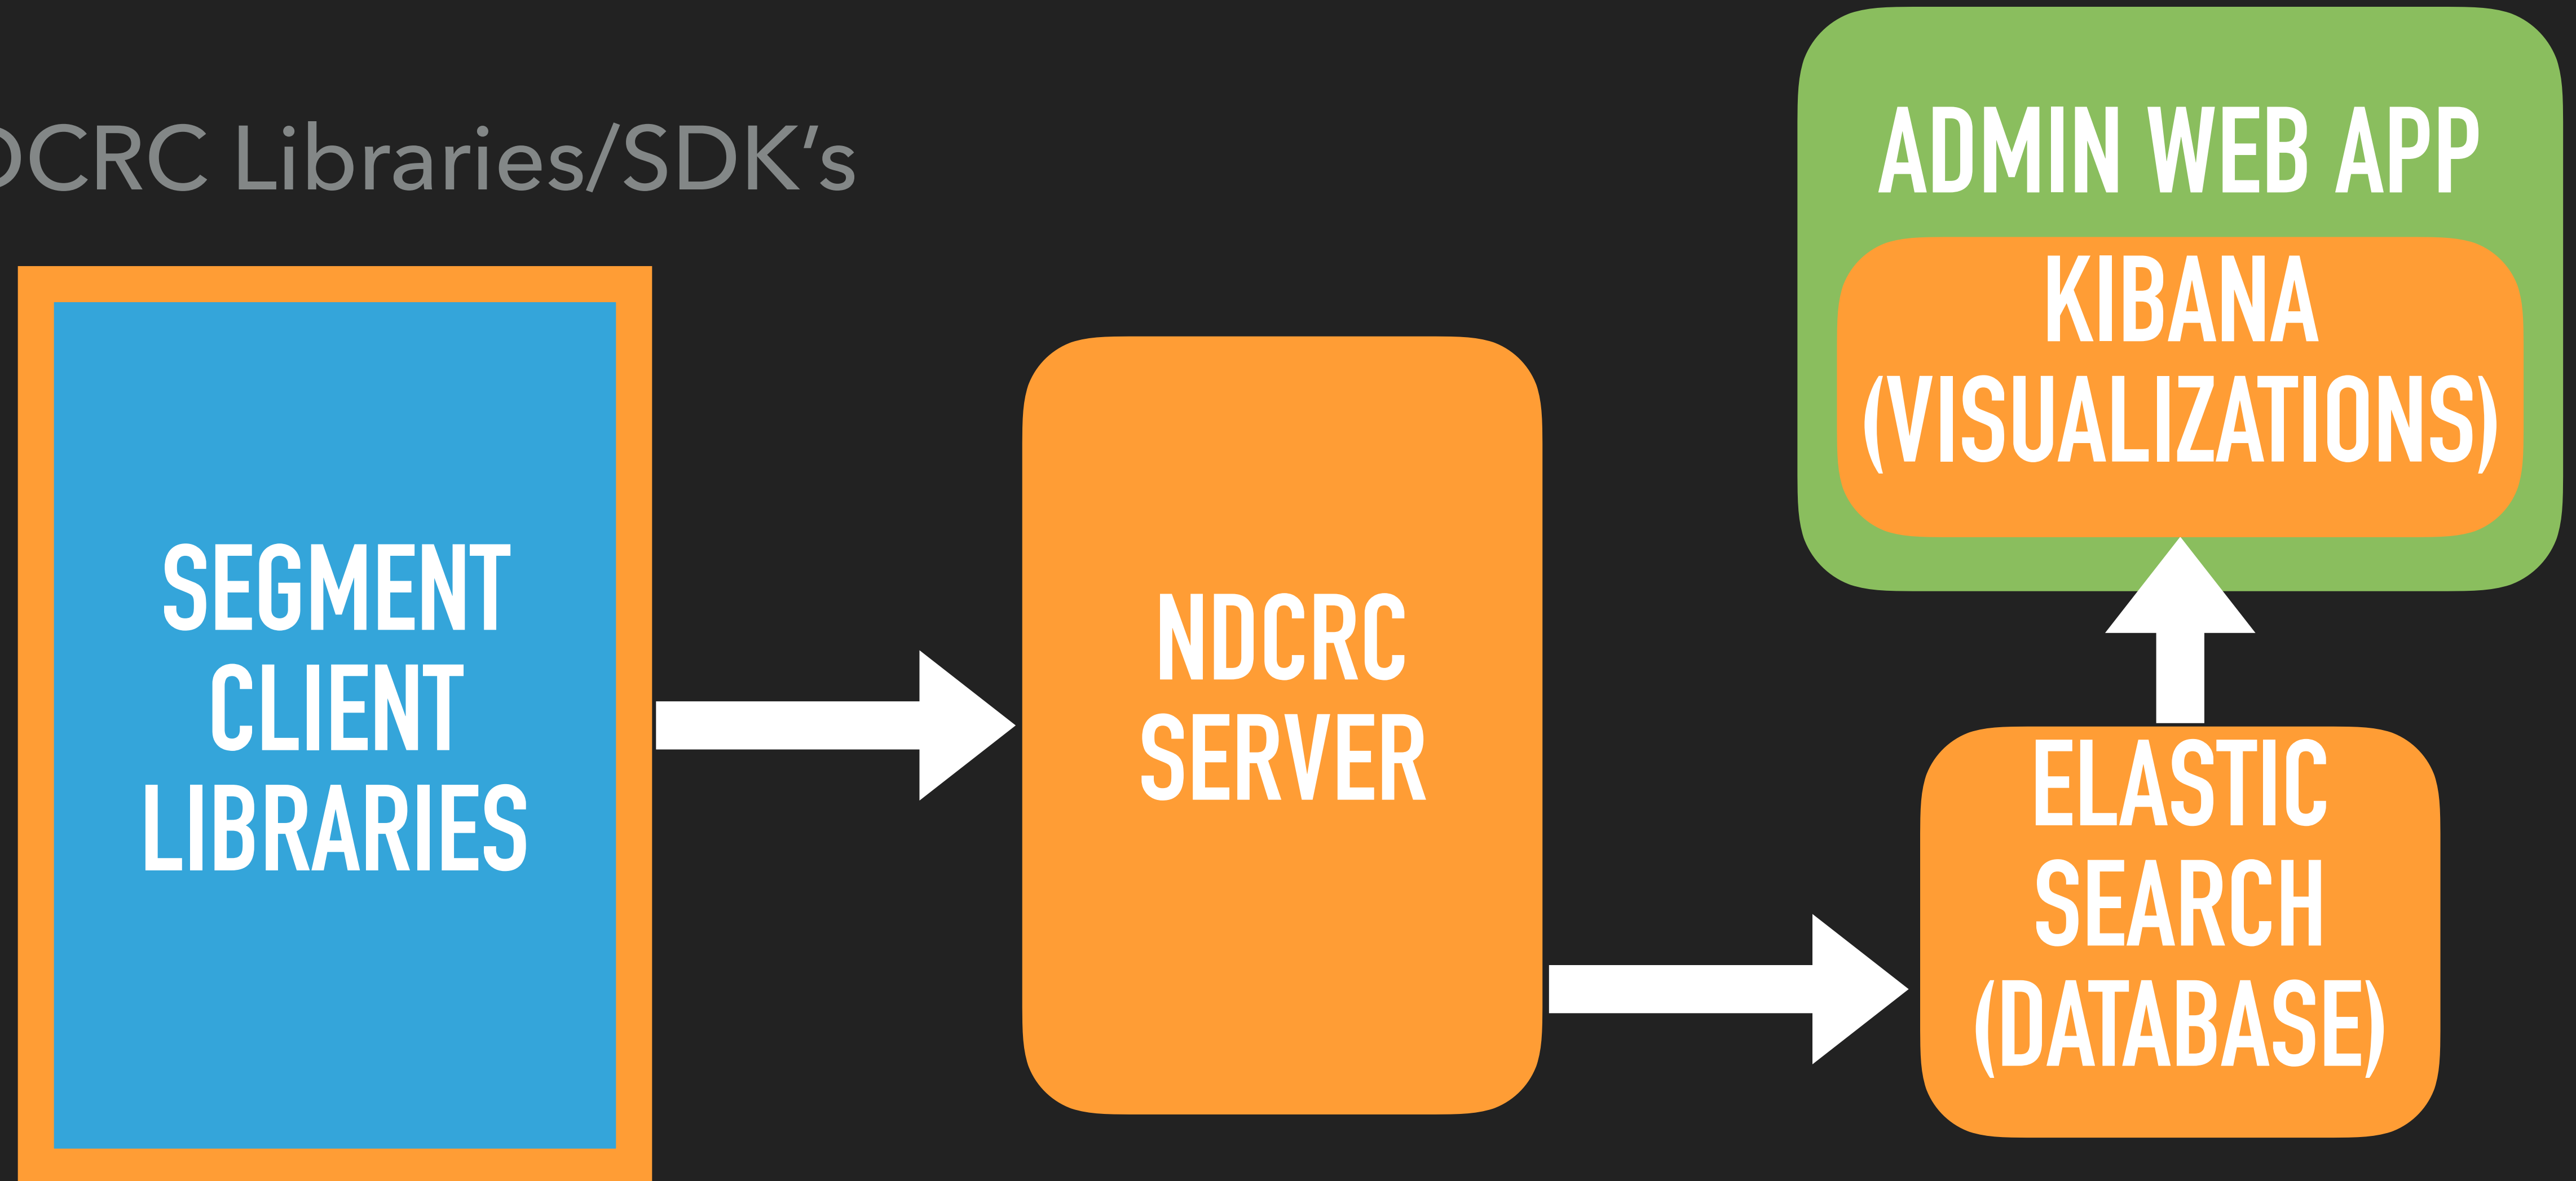 DCRC Libraries/SDK's
SEGMENT
CLIENT
LIBRARIES
NDCRC
SERVER
ADMIN WEB APP
KIBANA
(VISUALIZATIONS)
ELASTIC
SEARCH
(DATABASE)